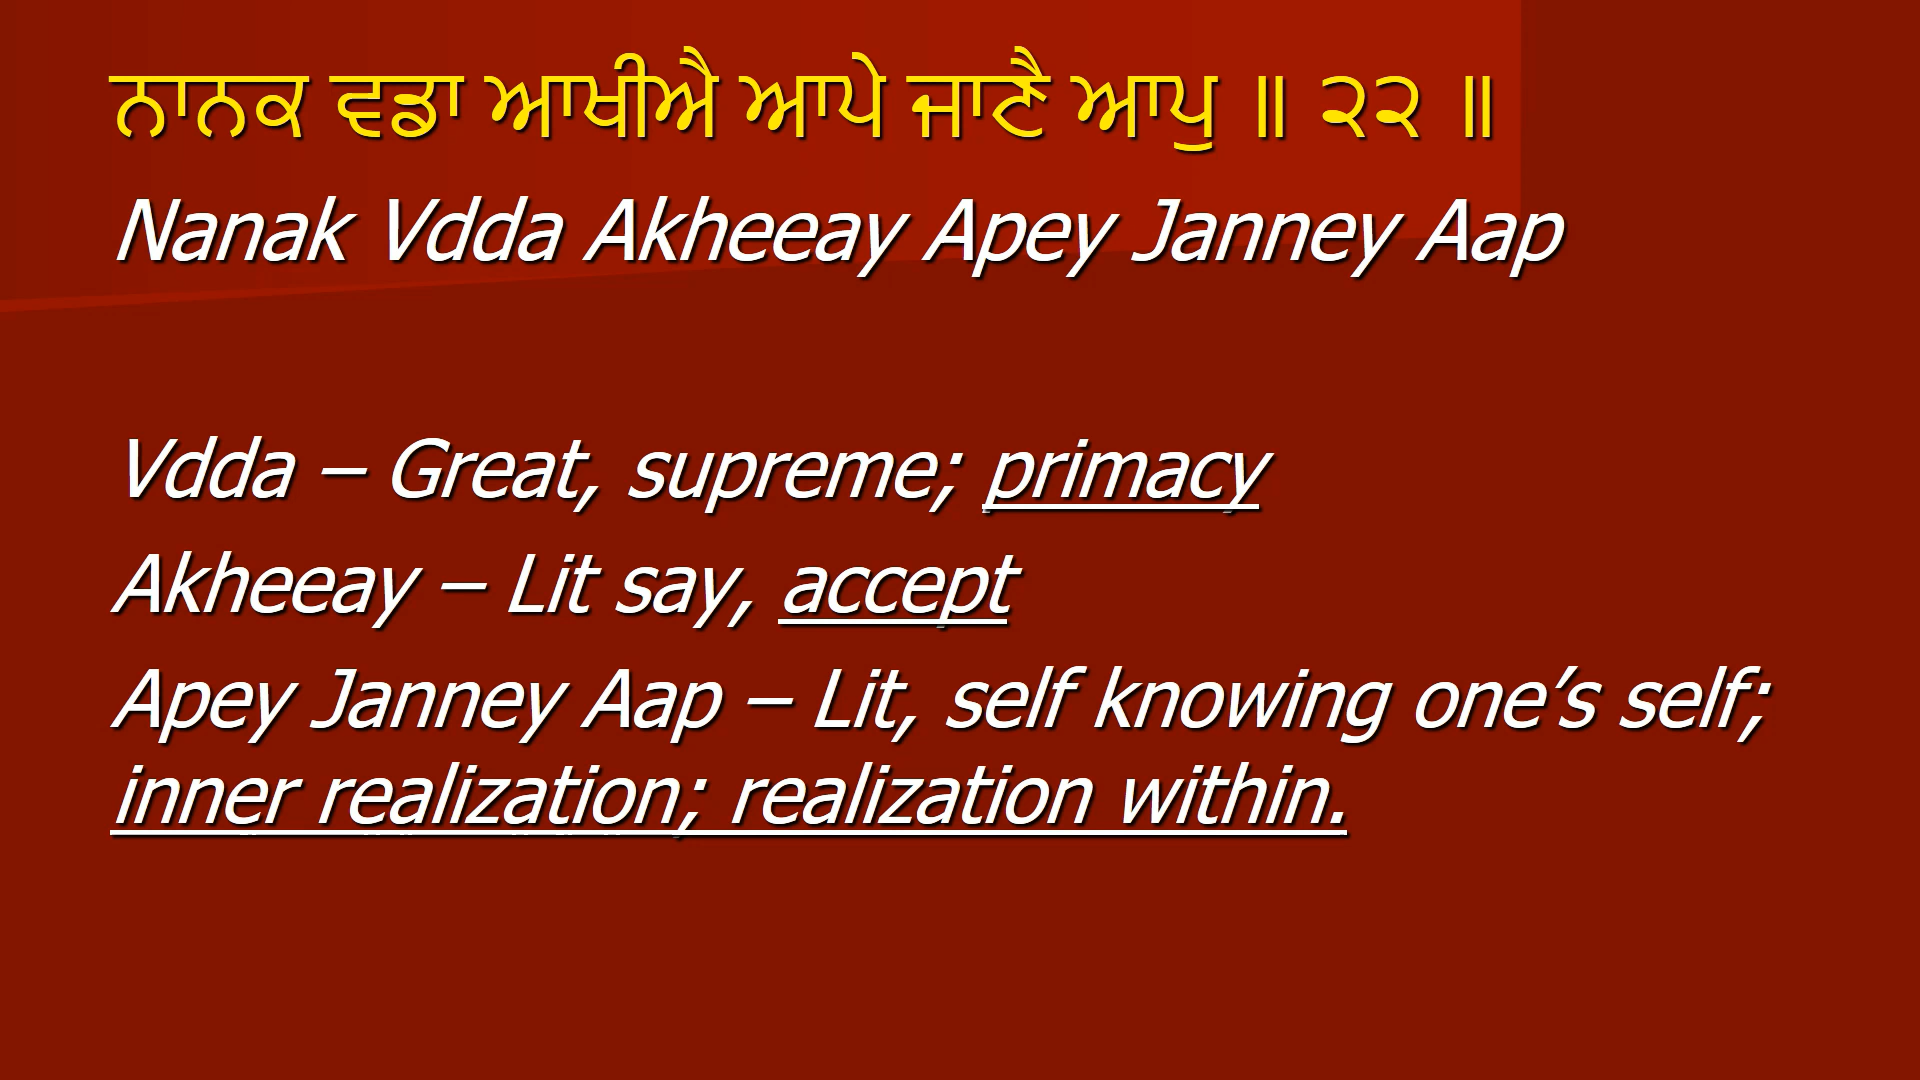 ਨਾਨਕ ਵਡਾ ਆਖੀਐ ਆਪੇ ਜਾਣੈ ਆਪੁ ॥ ੨੨ ॥
Nanak Vdda Akheeay Apey Janney Aap
Vdda – Great, supreme; primacy
Akheeay – Lit say, accept
Apey Janney Aap – Lit, self knowing one’s self;
inner realization; realization within.